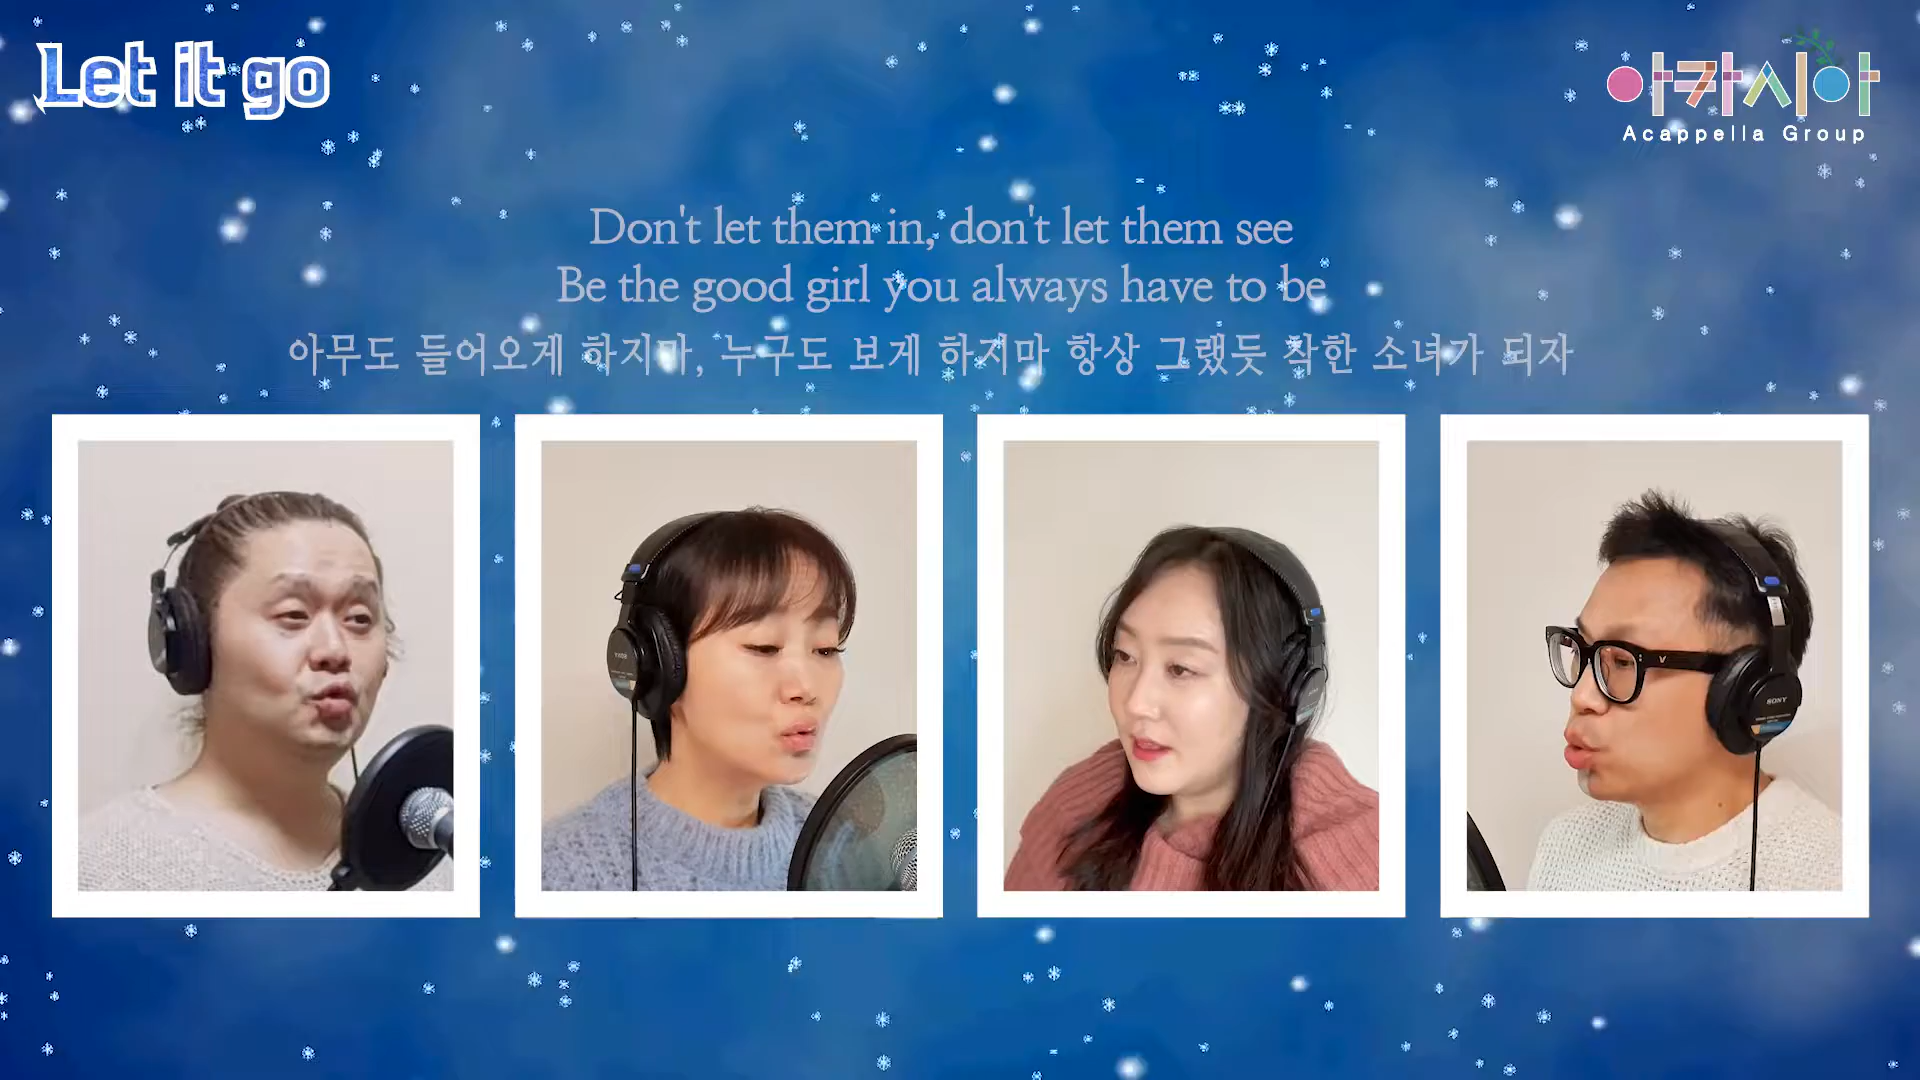 Let it go
아카시아
Acappella Group
Don't let them in, don't let them see
Be the good girl you always have to be
아무도 들어오게 하지마, 누구도 보게 하지마 항상 그랬듯 착한 소녀가 되자
SONY